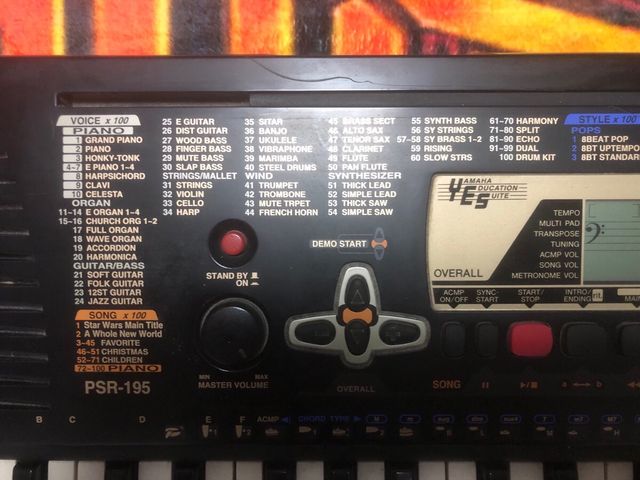 VOICE x 100
PIANO
1 GRAND PIANO
2 PIANO
3 HONKY-TONK
4-7 E PIANO 1-4
8 HARPSICHORD
9 CLAVI
10 CELESTA
ORGAN
11-14 E ORGAN 1-4
15-16 CHURCH ORG 1-2
17 FULL ORGAN
18 WAVE ORGAN
19 ACCORDION
20 HARMONICA
GUITAR/BASS
21 SOFT GUITAR
22 FOLK GUITAR
23 12ST GUITAR
24 JAZZ GUITAR
25 E GUITAR
26 DIST GUITAR
27 WOOD BASS
28 FINGER BASS
29 MUTE BASS
30 SLAP BASS
STRINGS/MALLET
31 STRINGS
32 VIOLIN
33 CELLO
34 HARP
35 SITAR
36 BANJO
37 UKULELE
38 VIBRAPHONE
39 MARIMBA
40 STEEL DRUMS
WIND
41 TRUMPET
42 TROMBONE
43 MUTE TRPET
44 FRENCH HORN
45 BRASS SECT
46 ALTO SAX
47 TENOR SAX
48 CLARINET
49 FLUTE
50 PAN FLUTE
SYNTHESIZER
51 THICK LEAD
52 SIMPLE LEAD
53 THICK SAW
54 SIMPLE SAW
55 SYNTH BASS
56 SY STRINGS
57-58 SY BRASS 1-2
59 RISING
60 SLOW STRS
61-70 HARMONY
71-80 SPLIT
81-90 ECHO
91-99 DUAL
100 DRUM KIT
STYLE x 100
POPS
1 8BEAT POP
2 8BT UPTEMPO
3 8BT STANDAR
YAMAHA
EDUCATION
SUITE
OVERALL
TEMPO
MULTI PAD
TRANSPOSE
TUNING
ACMP VOL
SONG VOL
METRONOME VOL
DEMO START
STAND BY
ON
SONG x 100
1 Star Wars Main Title
2 A Whole New World
3-45 FAVORITE
46-51 CHRISTMAS
52-71 CHILDREN
72-100 PIANO
PSR-195
MIN MAX
MASTER VOLUME
OVERALL
ACMP ON/OFF
SYNC-START
START/STOP
INTRO/ENDING rit.
MAI
SONG
a b
B C D E F
ACMP CHORD TYPE M m aug dim sus4 7 m7 M7